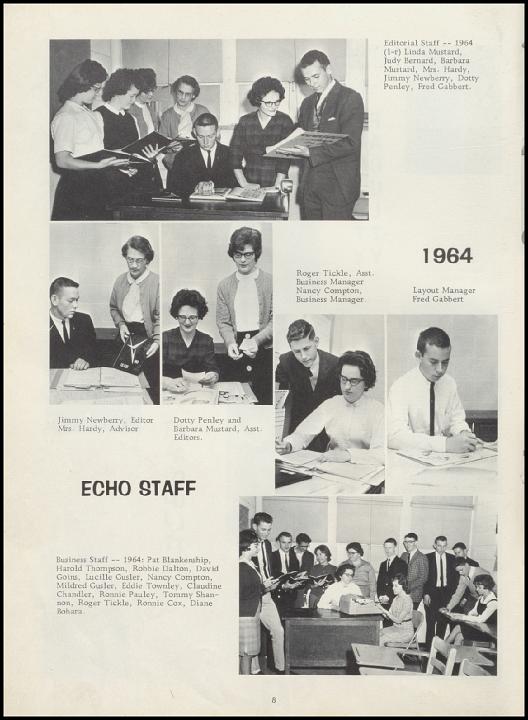 Editorial Staff -- 1964
(l-r) Linda Mustard,
Judy Bernard, Barbara
Mustard, Mrs. Hardy,
Jimmy Newberry, Dotty
Penley, Fred Gabbert.
1964
Roger Tickle, Asst.
Business Manager
Nancy Compton,
Business Manager
Layout Manager
Fred Gabbert
Jimmy Newberry, Editor
Mrs. Hardy, Advisor
Dotty Penley and
Barbara Mustard, Asst.
Editors.
ECHO STAFF
Business Staff -- 1964: Pat Blankenship,
Harold Thompson, Robbie Dalton, David
Goins, Lucille Gusler, Nancy Compton,
Mildred Gusler, Eddie Townley, Claudine
Chandler, Ronnie Pauley, Tommy Shan-
non, Roger Tickle, Ronnie Cox, Diane
Bohara.
8